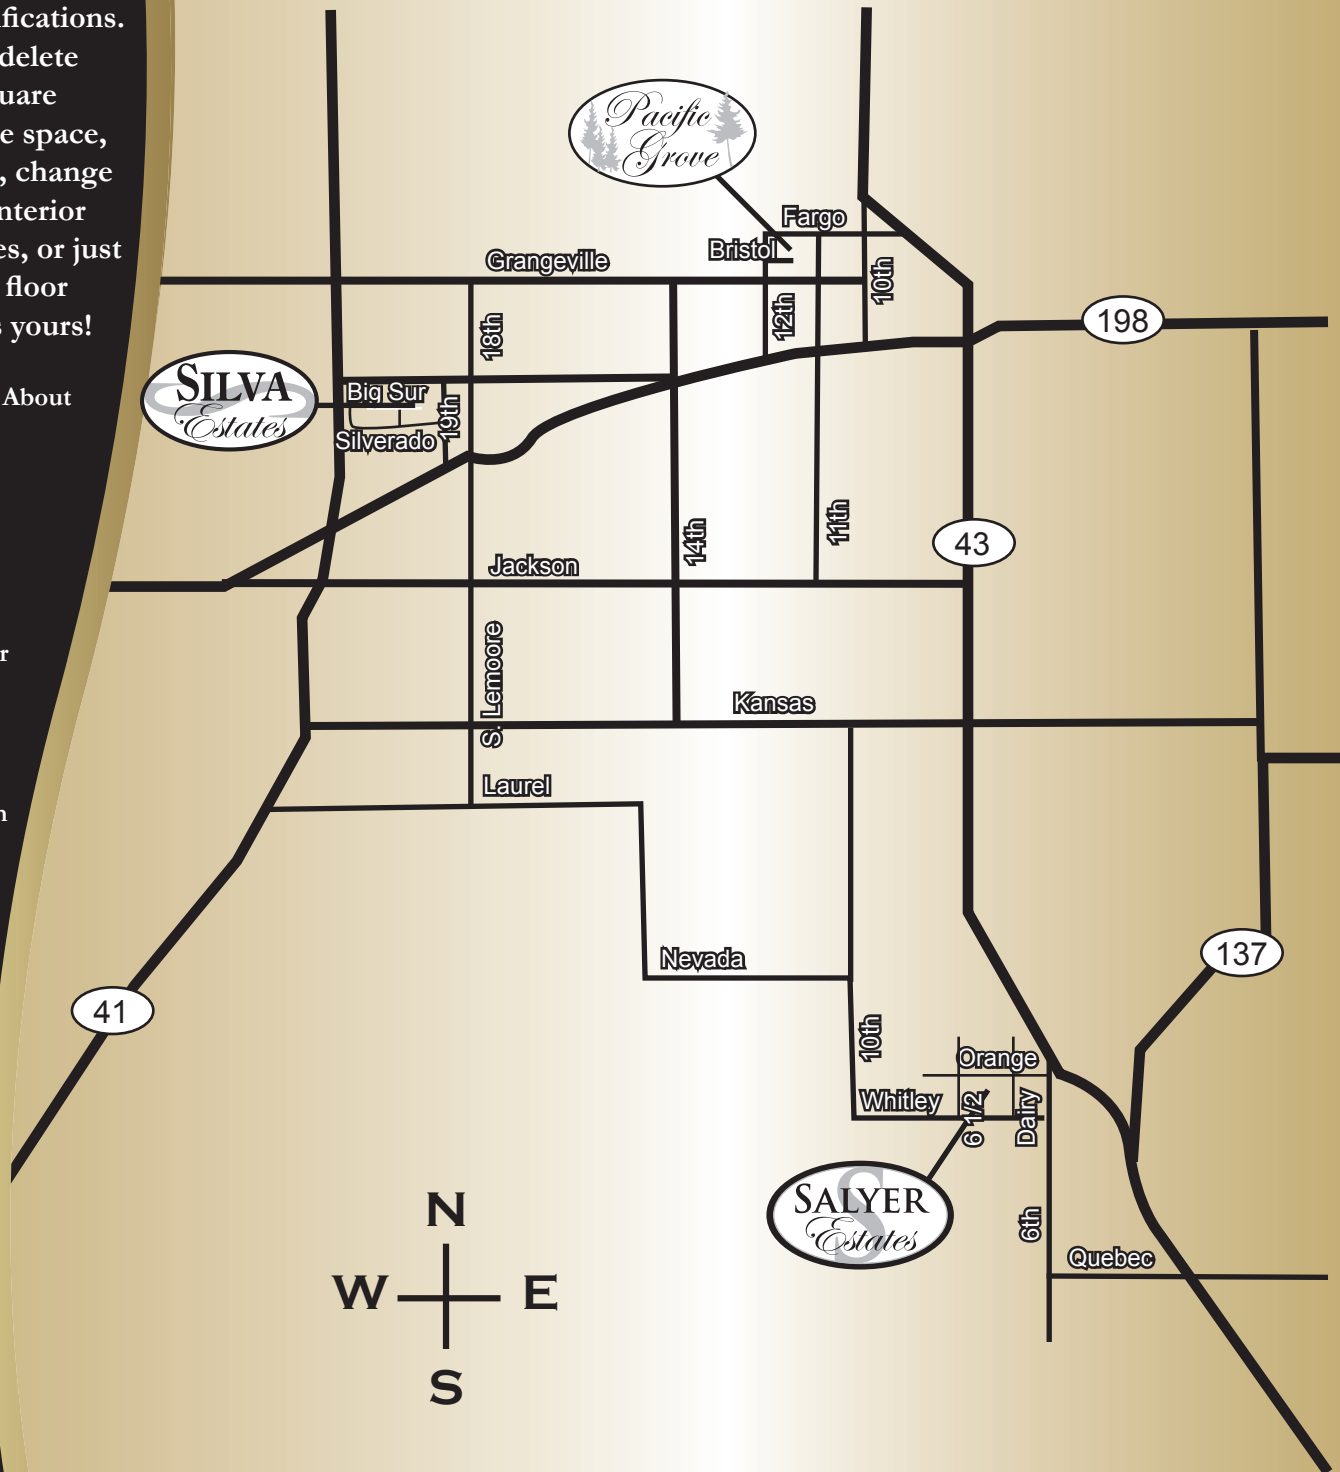 fications.
delete
uare
e space,
, change
nterior
es, or just
floor
s yours!
About
r
n
Pacific
Grove
Fargo
Bristol
Grangeville
10th
12th
18th
198
SILVA
Estates
Big Sur
19th
Silverado
11th
14th
43
Jackson
S. Lemoore
Kansas
Laurel
Nevada
137
41
10th
Orange
Whitley
6 1/2
Dairy
SALYER
Estates
6th
Quebec
N
W E
S